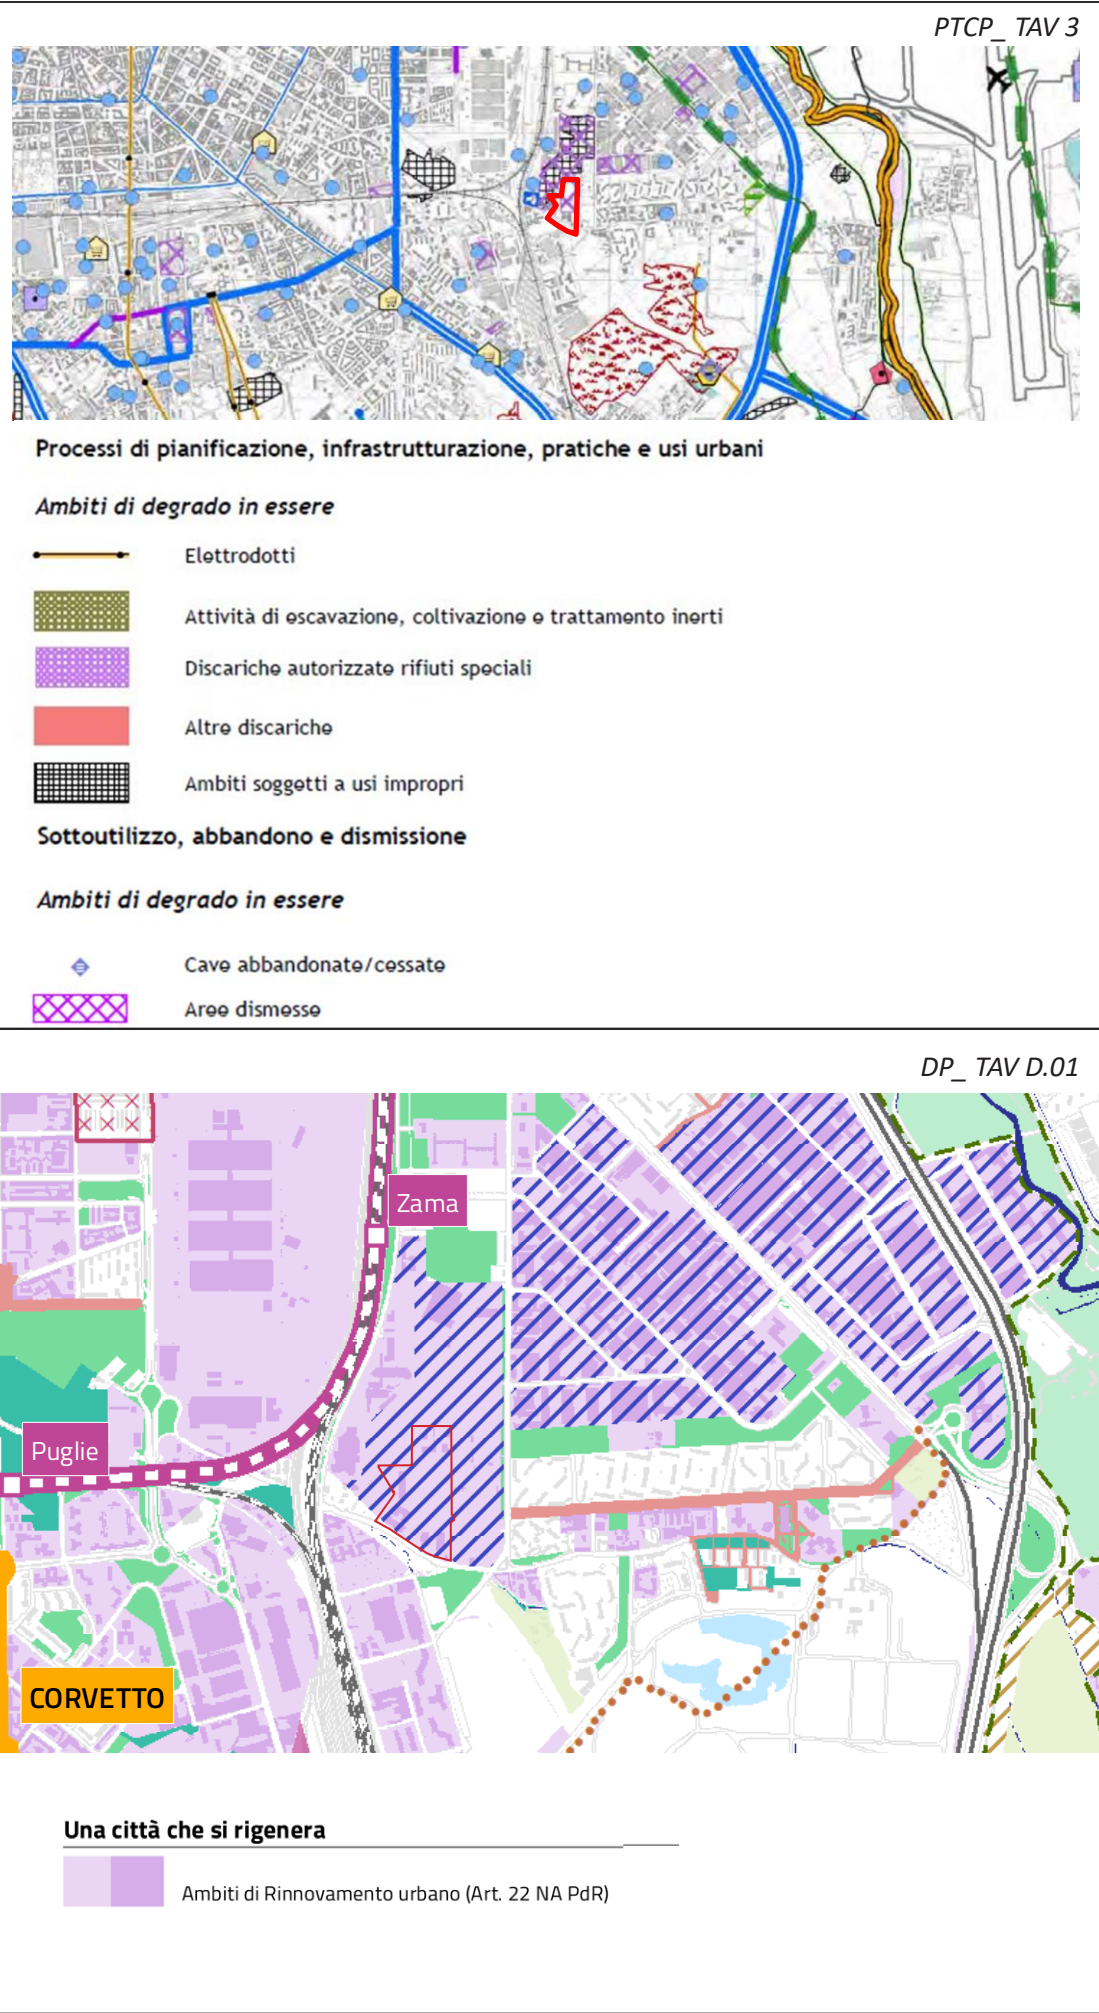 PTCP_ TAV 3
Processi di pianificazione, infrastrutturazione, pratiche e usi urbani
Ambiti di degrado in essere
Elettrodotti
Attività di escavazione, coltivazione e trattamento inerti
Discariche autorizzate rifiuti speciali
Altre discariche
Ambiti soggetti a usi impropri
Sottoutilizzo, abbandono e dismissione
Ambiti di degrado in essere
Cave abbandonate/cessate
Aree dismesse
DP_ TAV D.01
Zama
Puglie
CORVETTO
Una città che si rigenera
Ambiti di Rinnovamento urbano (Art. 22 NA PdR)